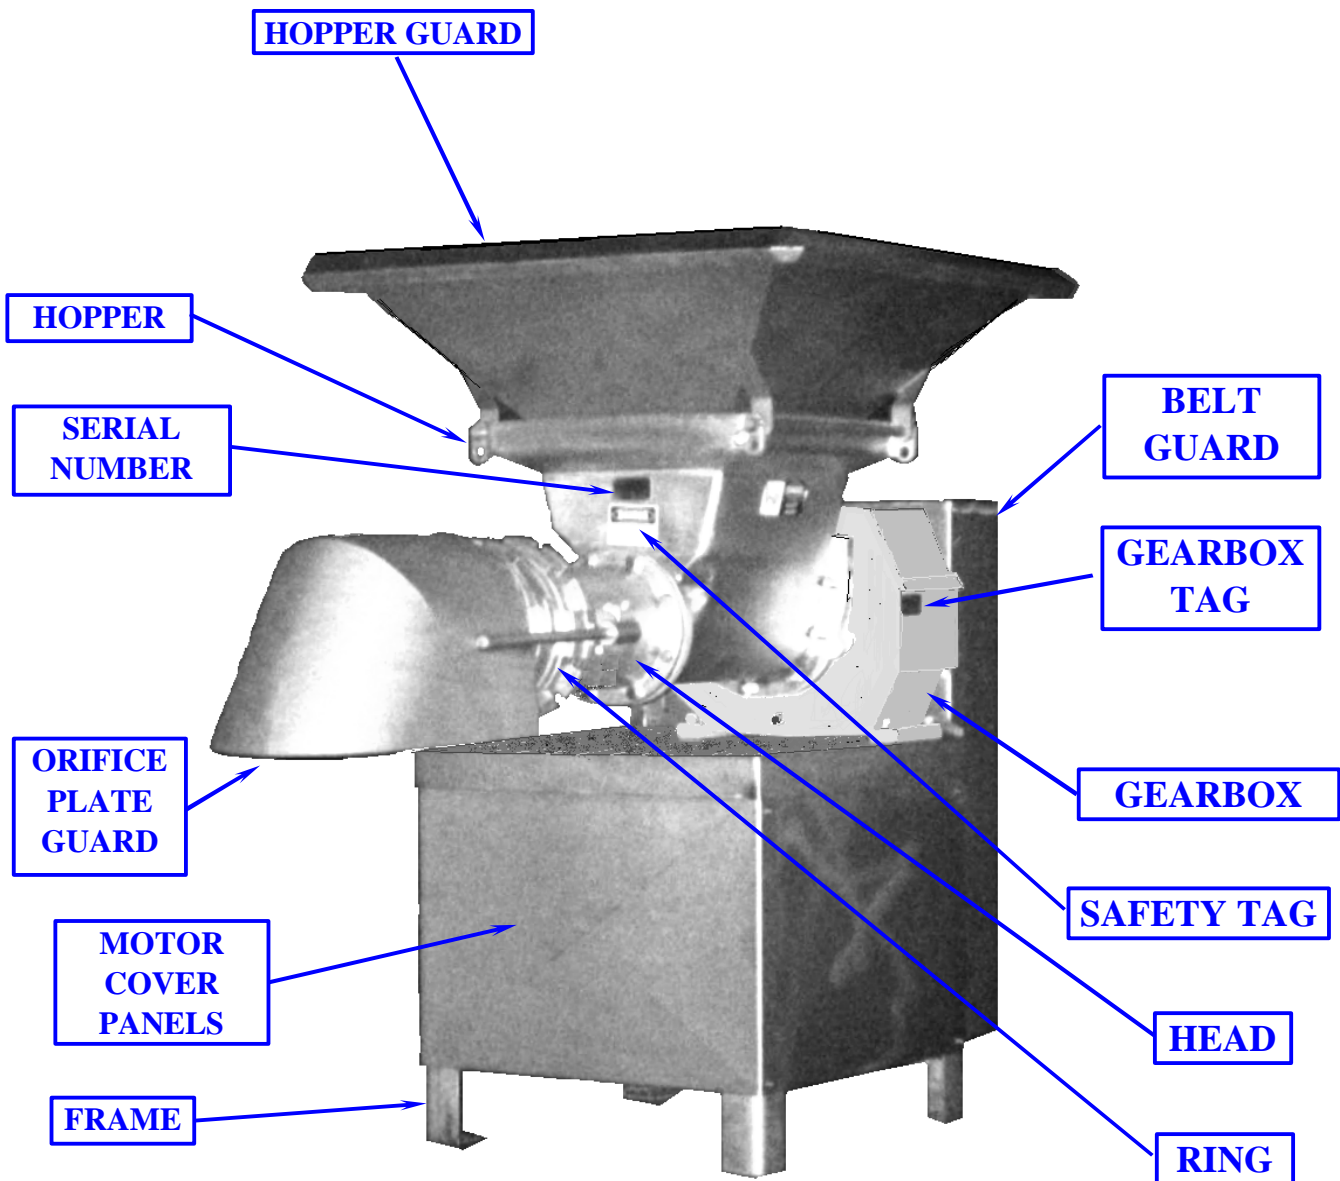 HOPPER GUARD
HOPPER
SERIAL
NUMBER
BELT
GUARD
GEARBOX
TAG
ORIFICE
PLATE
GUARD
GEARBOX
SAFETY TAG
MOTOR
COVER
PANELS
HEAD
FRAME
RING